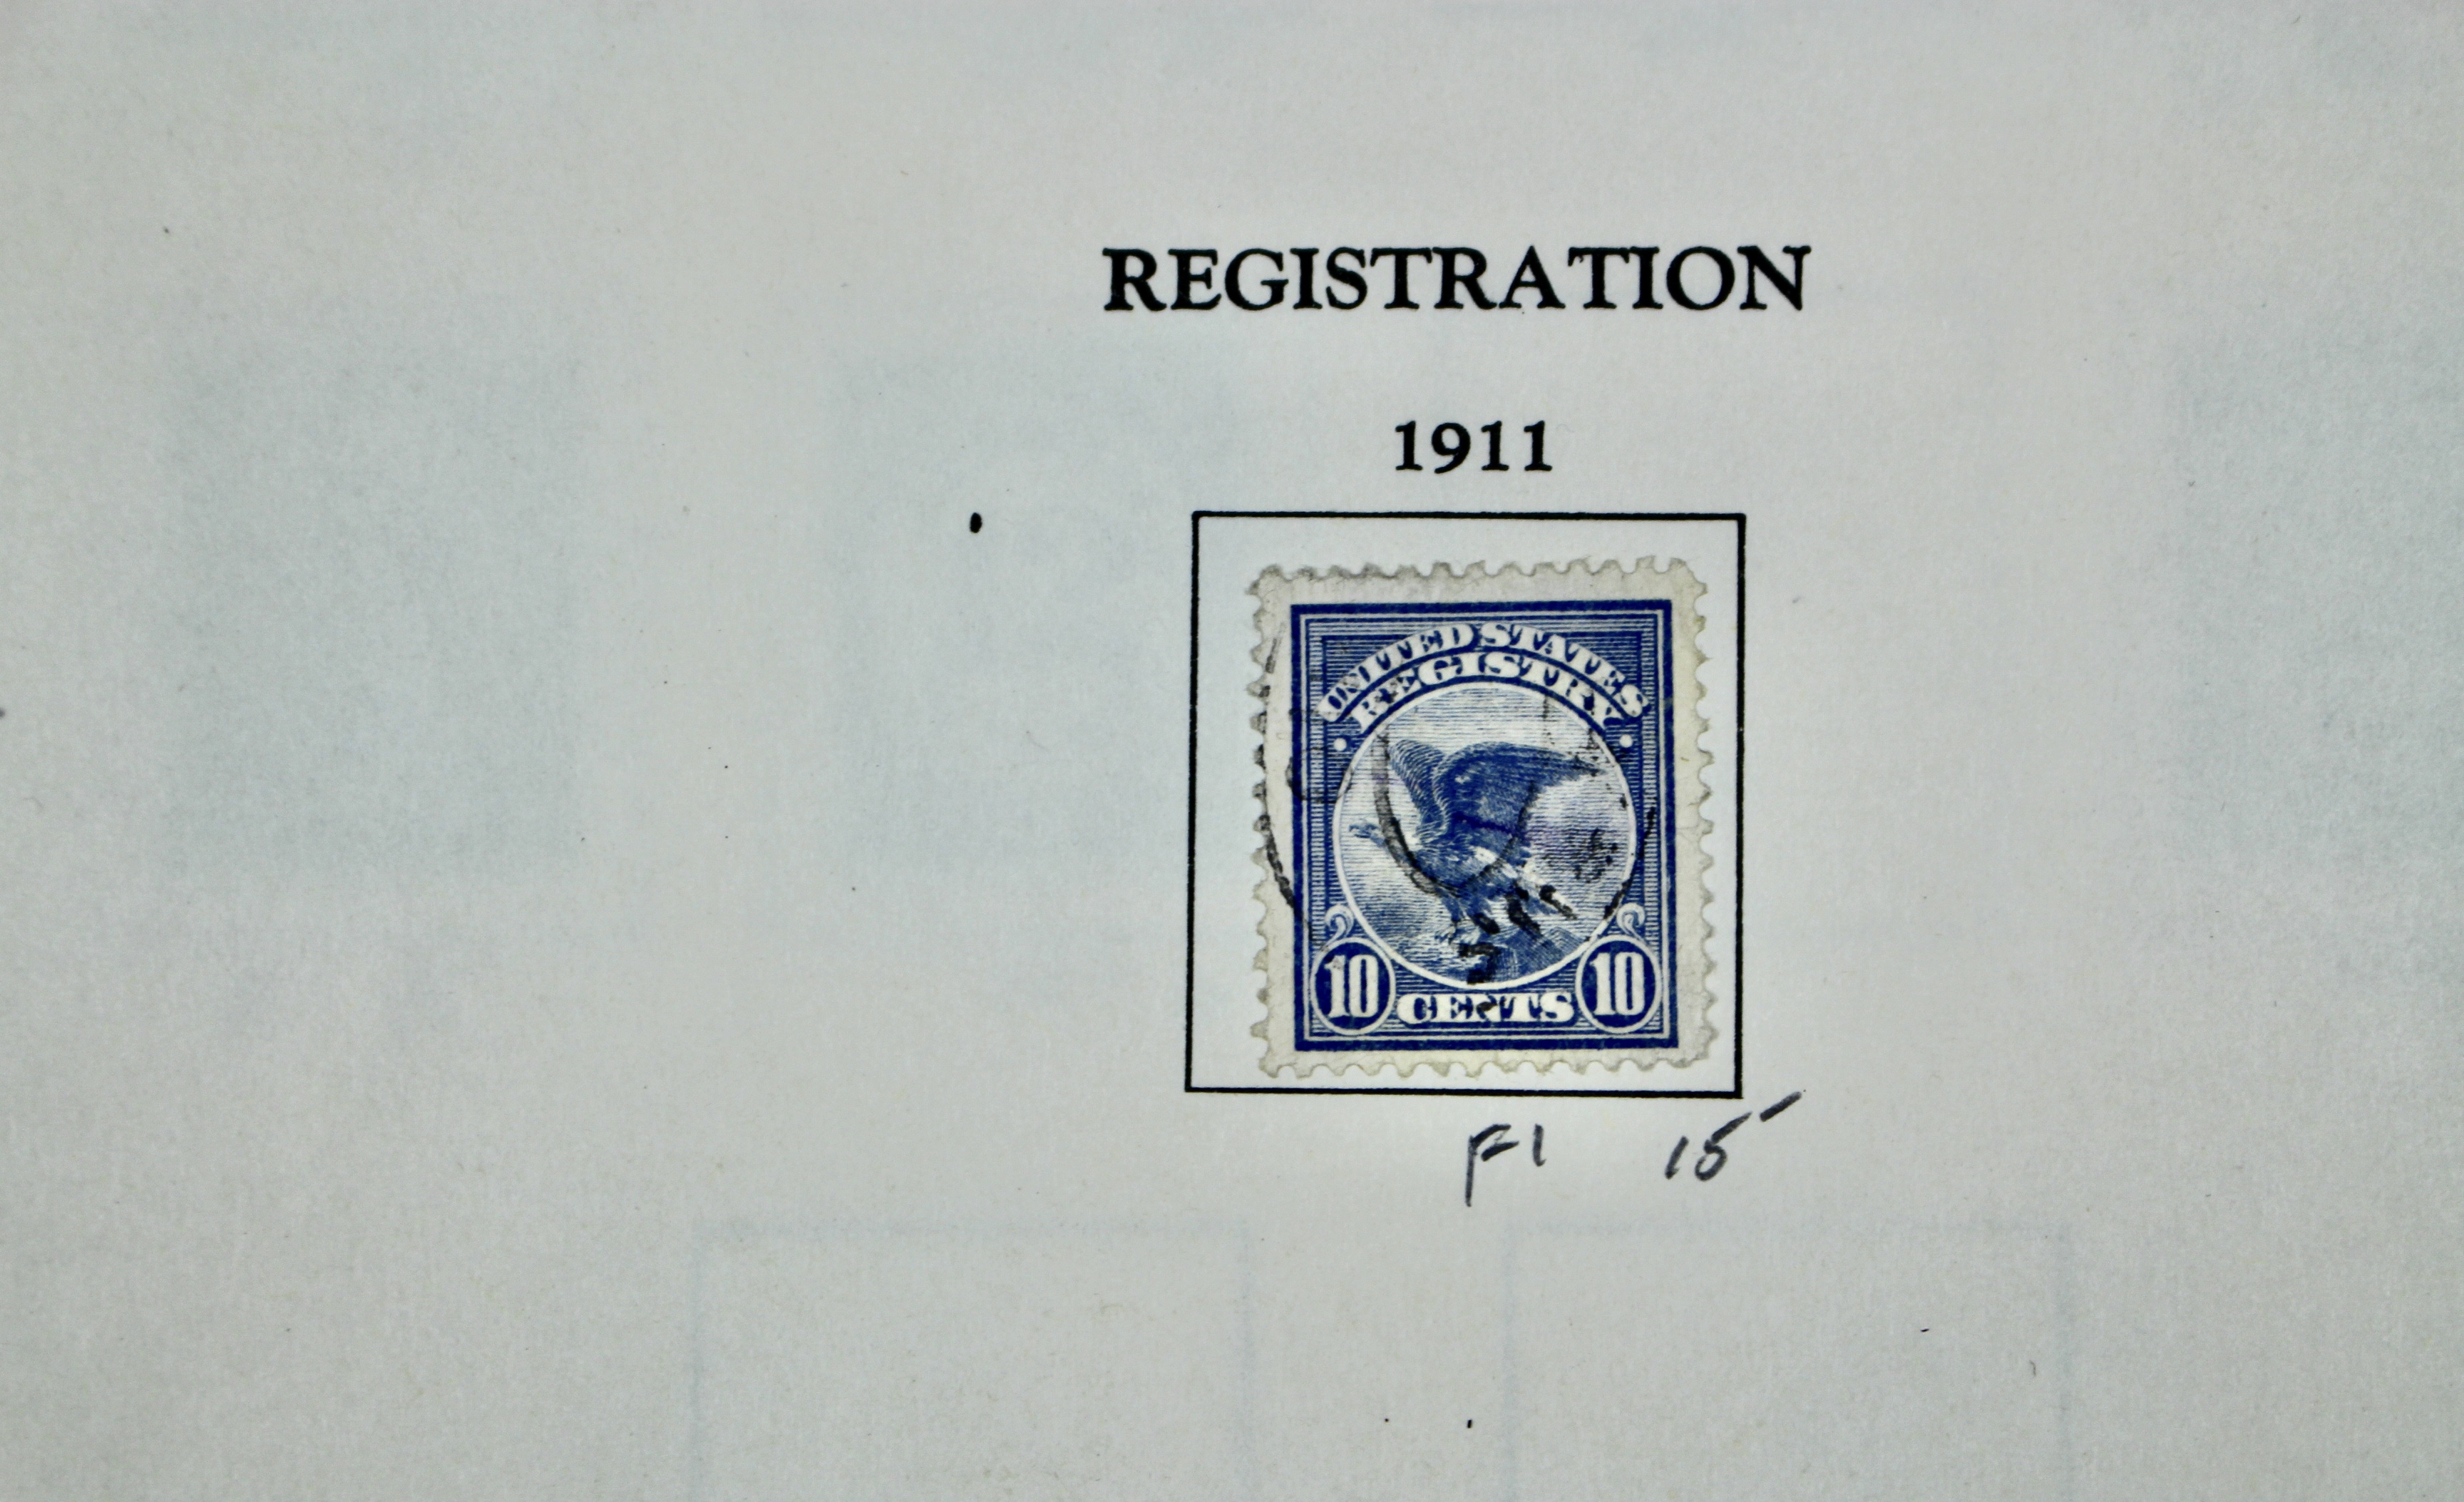 REGISTRATION
1911
UNITED STATES
REGISTRY
10 CENTS 10
F1 15